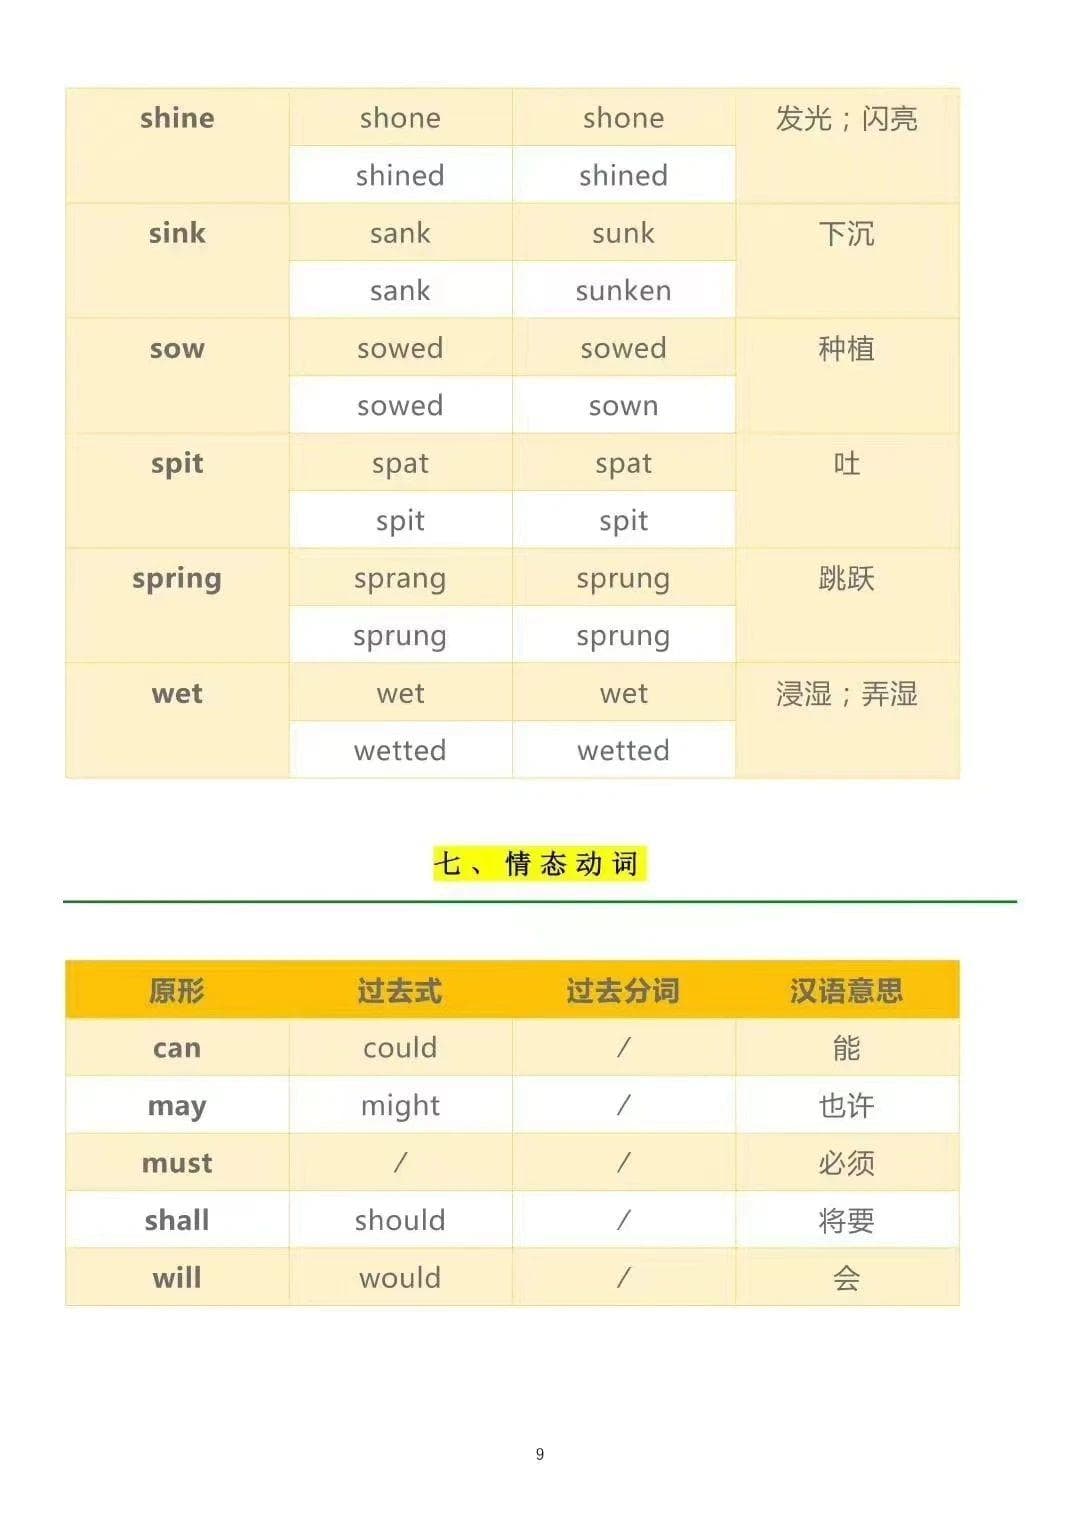 shine shone shone 发光；闪亮
shined shined
sink sank sunk 下沉
sank sunken
sow sowed sowed 种植
sowed sown
spit spat spat 吐
spit spit
spring sprang sprung 跳跃
sprung sprung
wet wet wet 浸湿；弄湿
wetted wetted
七、情态动词
原形 过去式 过去分词 汉语意思
can could / 能
may might / 也许
must / / 必须
shall should / 将要
will would / 会
9